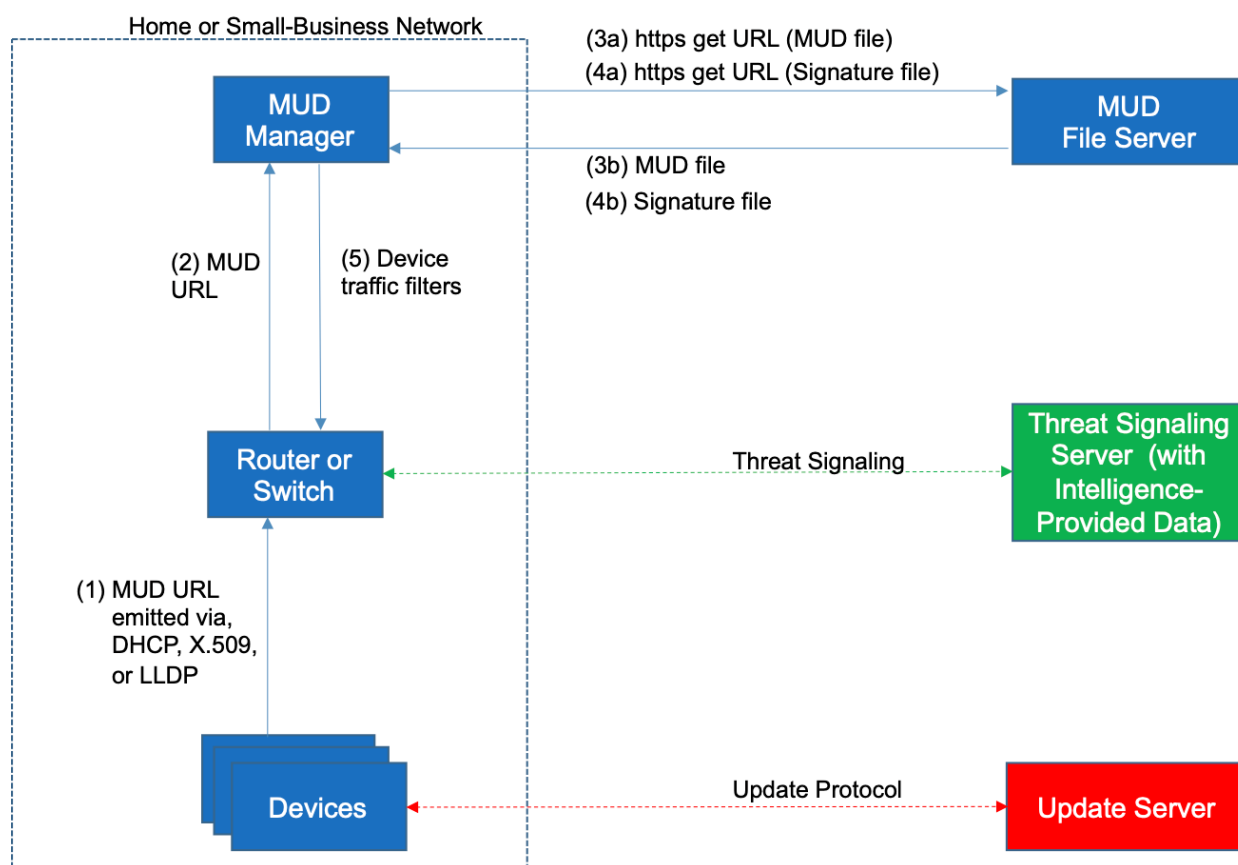 Home or Small-Business Network
(3a) https get URL (MUD file)
(4a) https get URL (Signature file)
MUD
Manager
MUD
File Server
(3b) MUD file
(4b) Signature file
(2) MUD
URL
(5) Device
traffic filters
Router or
Switch
Threat Signaling
Threat Signaling
Server (with
Intelligence-
Provided Data)
(1) MUD URL
emitted via,
DHCP, X.509,
or LLDP
Devices
Update Protocol
Update Server